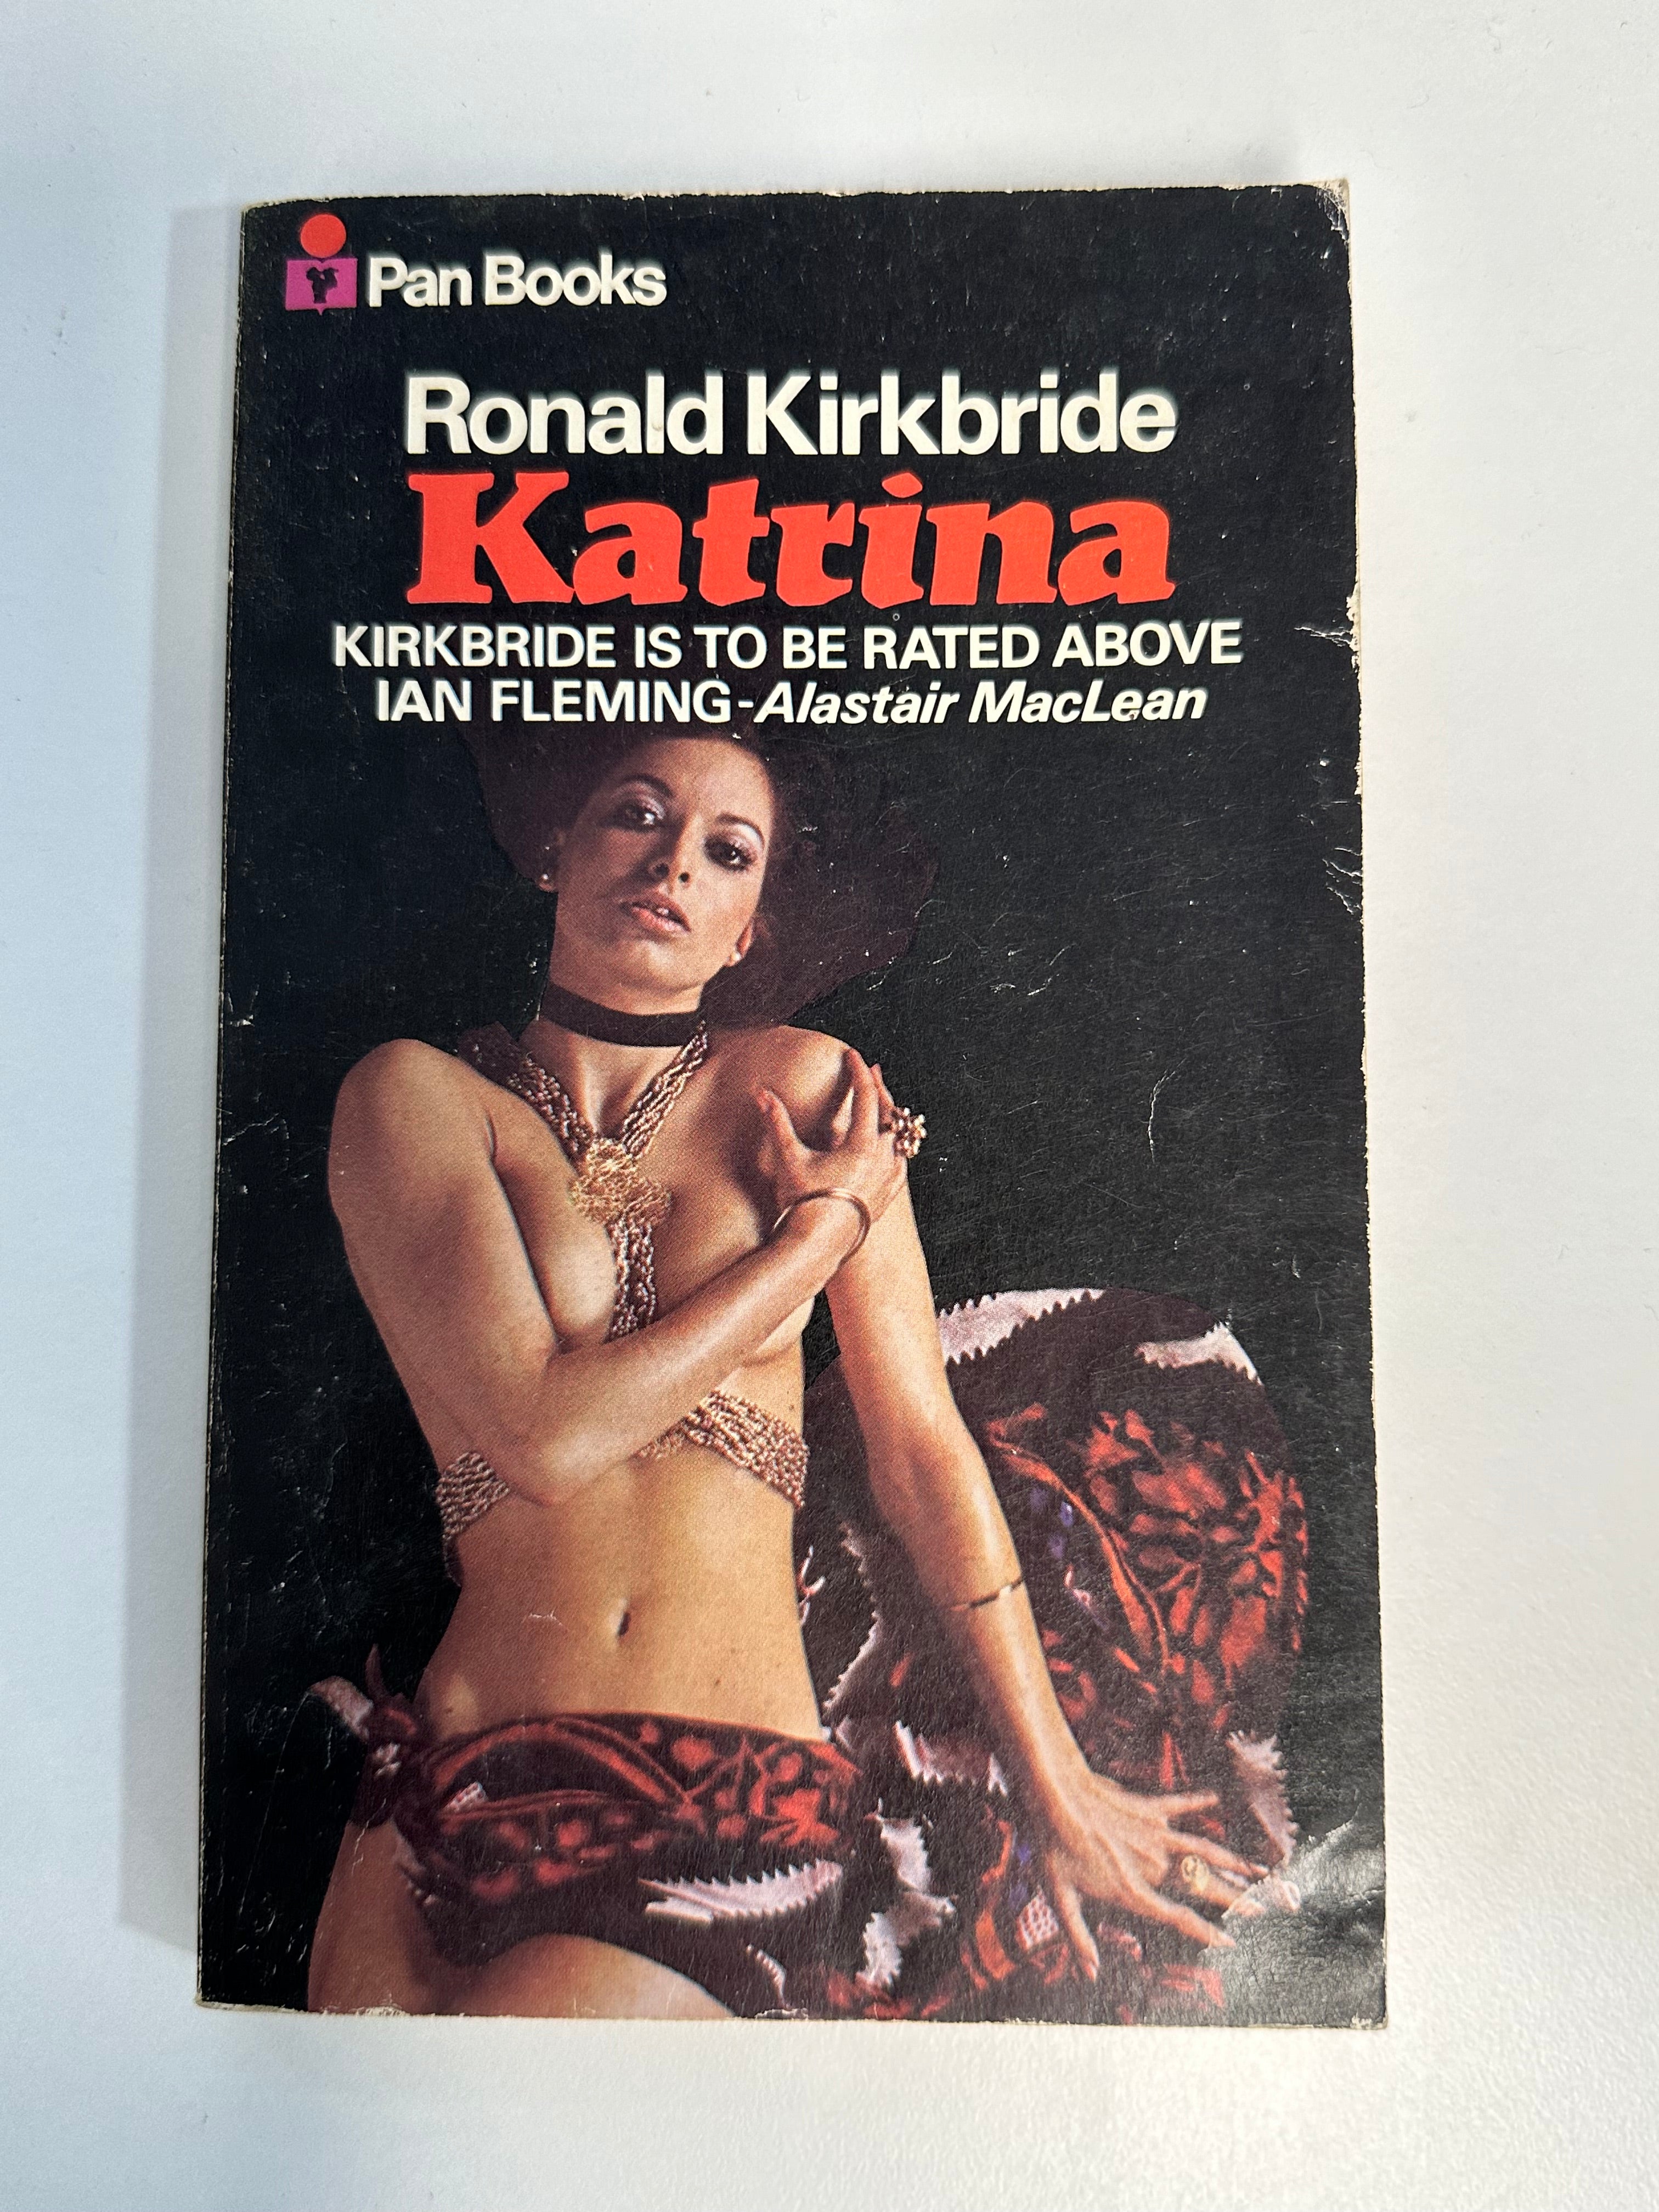 Pan Books
Ronald Kirkbride
Katrina
KIRKBRIDE IS TO BE RATED ABOVE
IAN FLEMING-Alastair MacLean